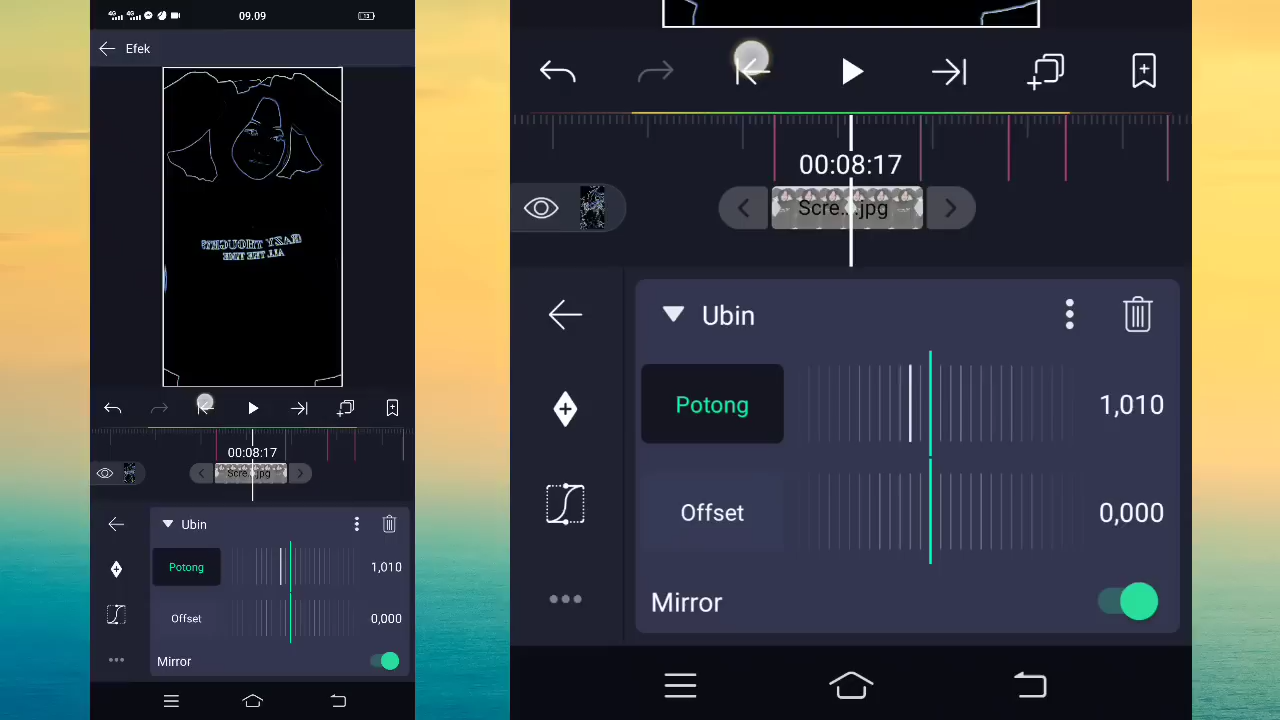 09.09
Efek
00:08:17
Scre...jpg
Ubin
Potong
1,010
Offset
0,000
Mirror
00:08:17
Scre...jpg
Ubin
Potong
1,010
Offset
0,000
Mirror